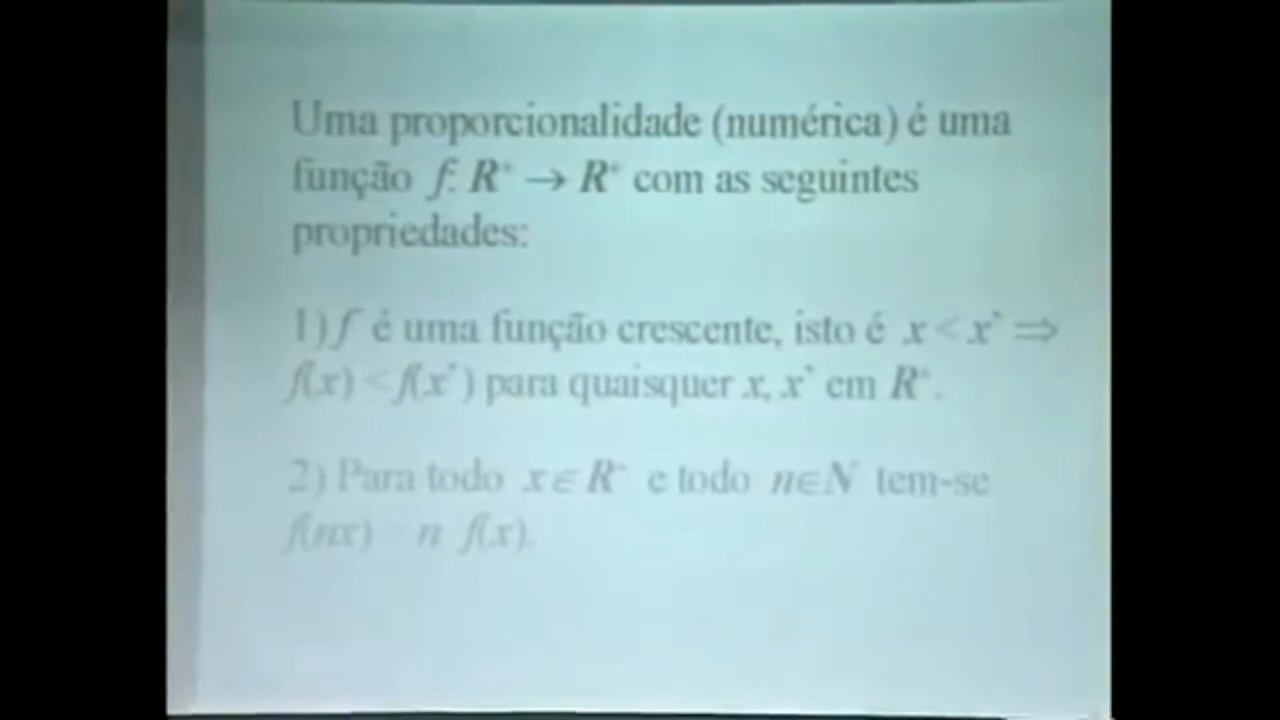 Uma proporcionalidade (numérica) é uma
função f: R⁺ → R⁺ com as seguintes
propriedades:
1) f é uma função crescente, isto é x < x' ⇒
f(x) < f(x') para quaisquer x, x' em R⁺.
2) Para todo x∈R⁺ e todo n∈N tem-se
f(nx) = n f(x).